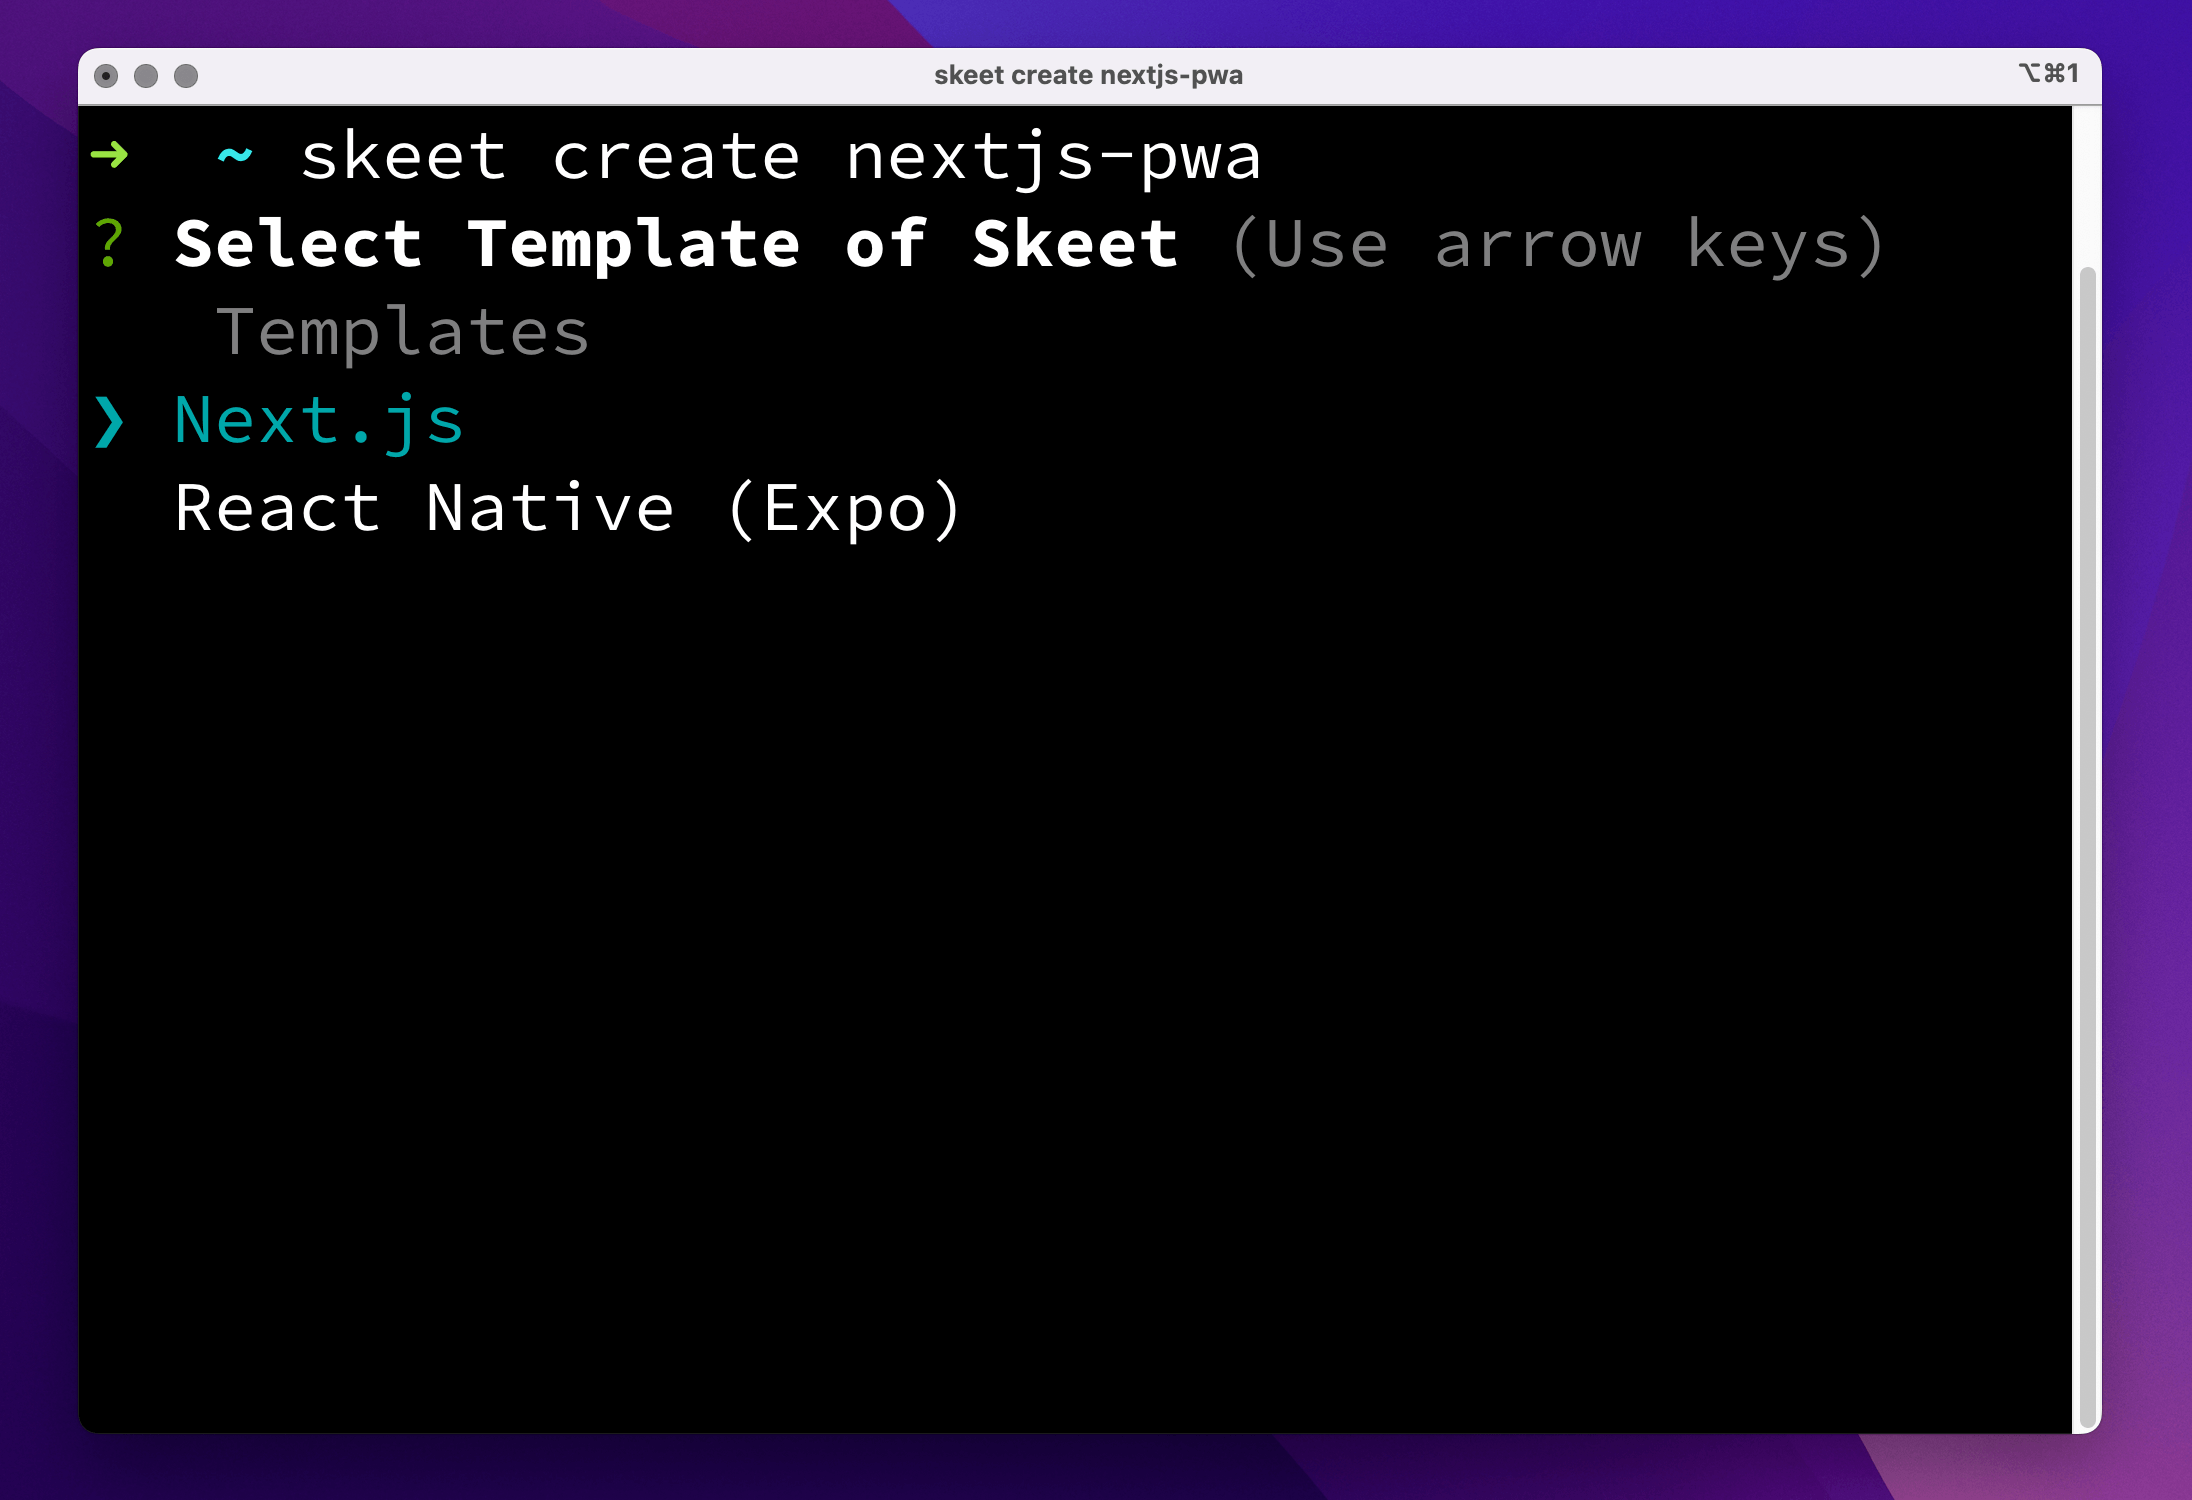 skeet create nextjs-pwa
⌥⌘1
➜  ~ skeet create nextjs-pwa
? Select Template of Skeet (Use arrow keys)
Templates
❯ Next.js
React Native (Expo)